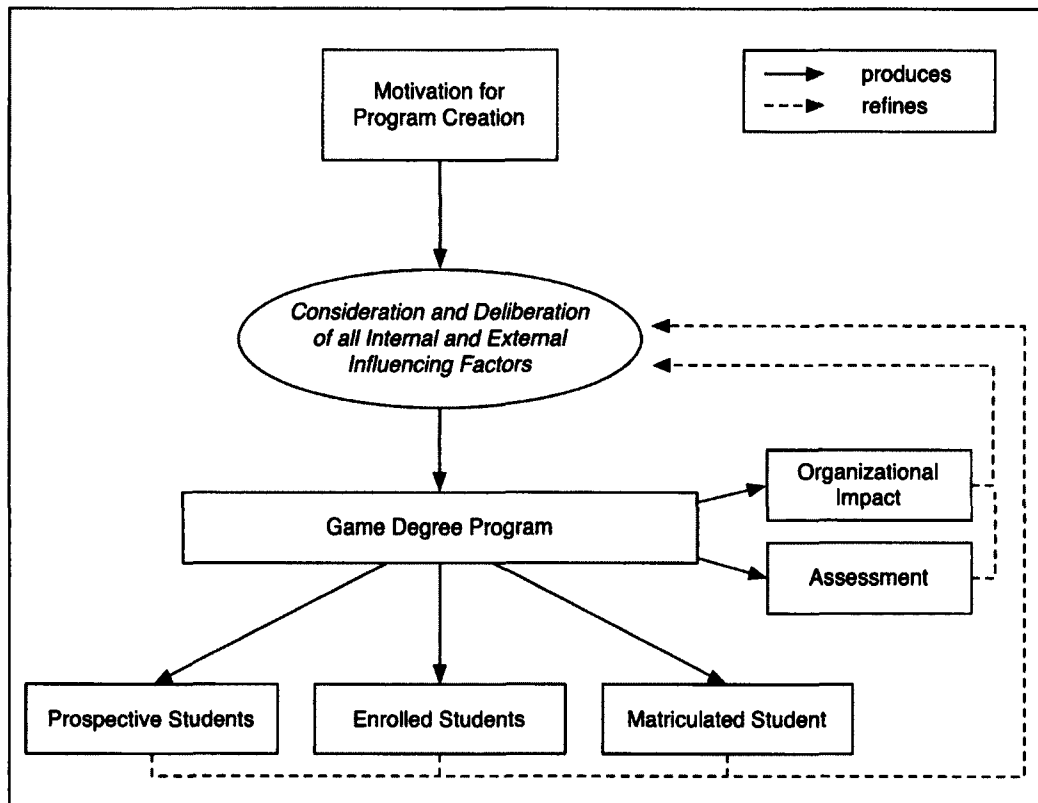 Motivation for
Program Creation
produces
refines
Consideration and Deliberation
of all Internal and External
Influencing Factors
Organizational
Impact
Game Degree Program
Assessment
Prospective Students
Enrolled Students
Matriculated Student